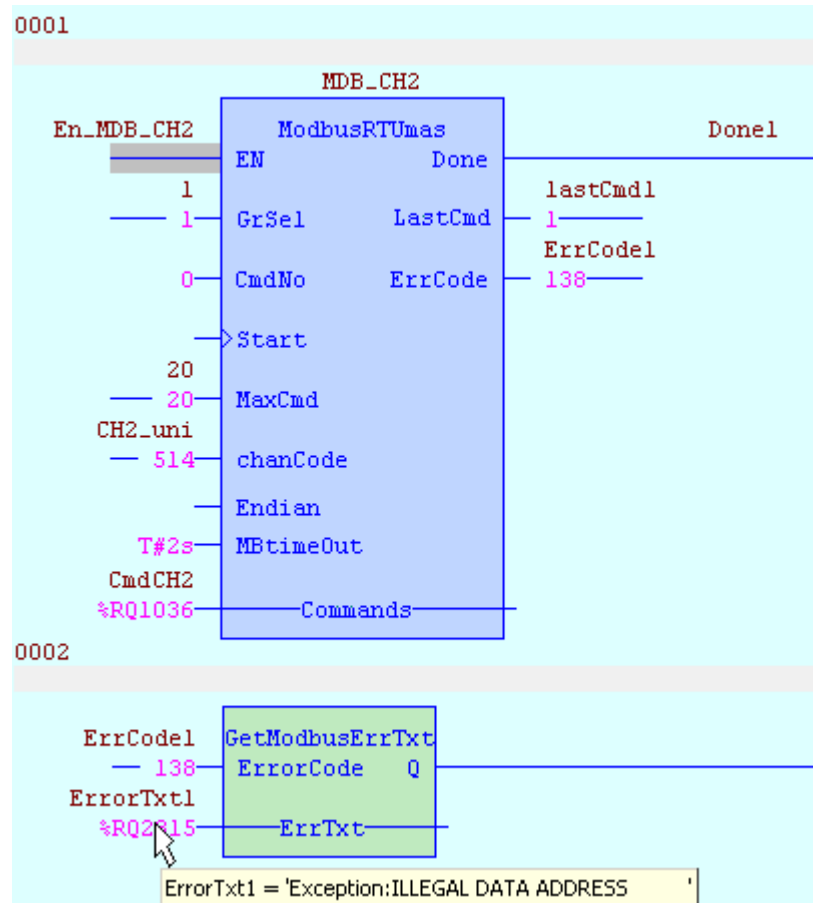 0001
MDB_CH2
En_MDB_CH2 ModbusRTUmas Done1
EN Done
1 lastCmd1
1 GrSel LastCmd 1
ErrCode1
0 CmdNo ErrCode 138
Start
20
20 MaxCmd
CH2_uni
514 chanCode
Endian
T#2s MBtimeOut
CmdCH2
%RQ1036 Commands
0002
ErrCode1 GetModbusErrTxt
138 ErrorCode Q
ErrorTxt1
ErrTxt
ErrorTxt1 = 'Exception:ILLEGAL DATA ADDRESS '